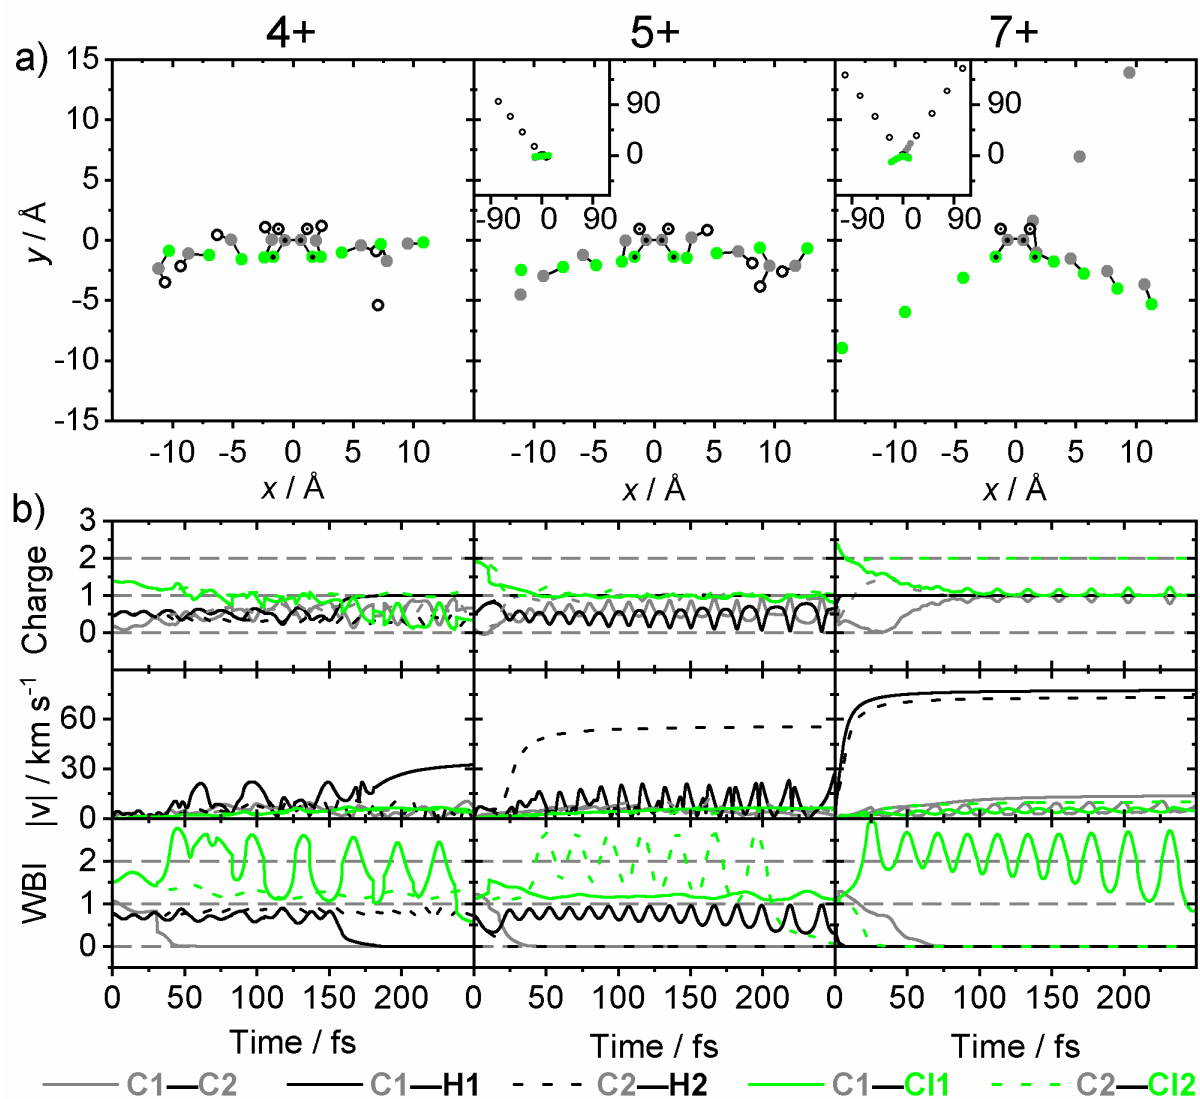 4+ 5+ 7+
a)
15
10
5
0
-5
-10
-15
y / Å
90
0
-90 0 90
90
0
-90 0 90
-10 -5 0 5 10 -10 -5 0 5 10 -10 -5 0 5 10
x / Å x / Å x / Å
b)
3
2
1
0
Charge
60
30
0
|v| / km s⁻¹
2
1
0
WBI
0 50 100 150 200 0 50 100 150 200 0 50 100 150 200
Time / fs Time / fs Time / fs
C1—C2 C1—H1 C2—H2 C1—Cl1 C2—Cl2